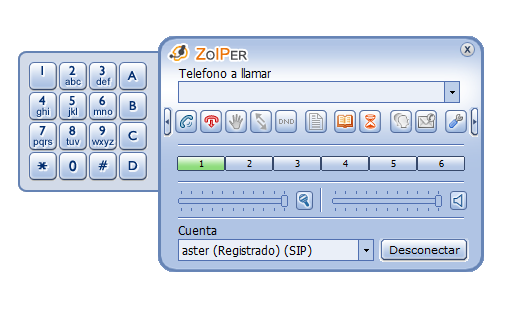 ZoIPER
Telefono a llamar
1
2
abc
3
def
A
4
ghi
5
jkl
6
mno
B
7
pqrs
8
tuv
9
wxyz
C
*
0
#
D
DND
1 2 3 4 5 6
Cuenta
aster (Registrado) (SIP)
Desconectar